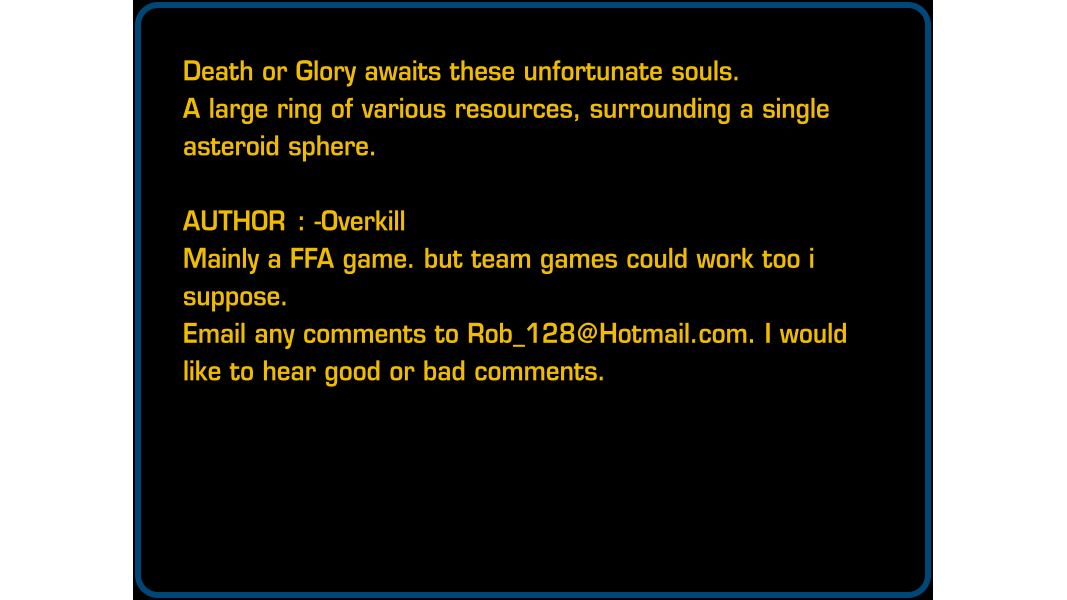 Death or Glory awaits these unfortunate souls.
A large ring of various resources, surrounding a single
asteroid sphere.
AUTHOR : -Overkill
Mainly a FFA game. but team games could work too i
suppose.
Email any comments to Rob_128@Hotmail.com. I would
like to hear good or bad comments.